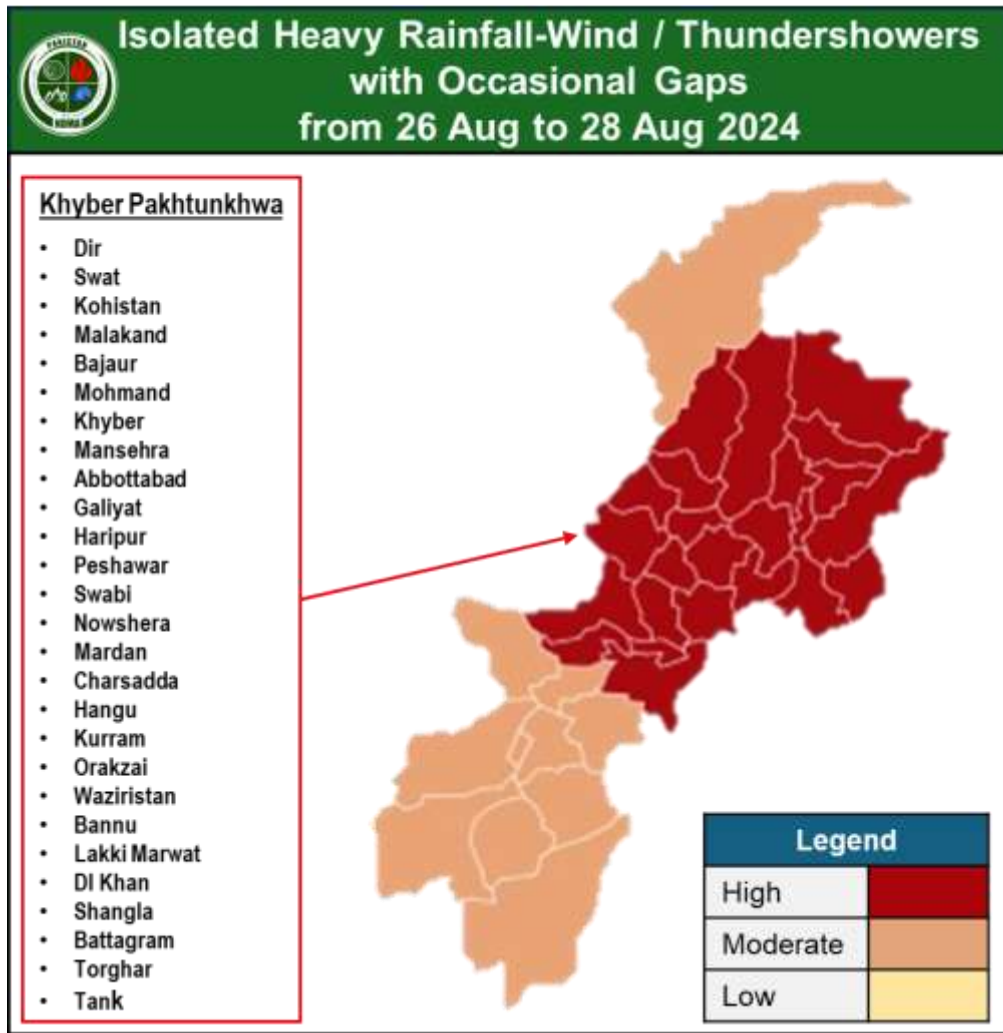 Isolated Heavy Rainfall-Wind / Thundershowers
with Occasional Gaps
from 26 Aug to 28 Aug 2024
PAKISTAN
NDMA
Khyber Pakhtunkhwa
• Dir
• Swat
• Kohistan
• Malakand
• Bajaur
• Mohmand
• Khyber
• Mansehra
• Abbottabad
• Galiyat
• Haripur
• Peshawar
• Swabi
• Nowshera
• Mardan
• Charsadda
• Hangu
• Kurram
• Orakzai
• Waziristan
• Bannu
• Lakki Marwat
• DI Khan
• Shangla
• Battagram
• Torghar
• Tank
Legend
High
Moderate
Low